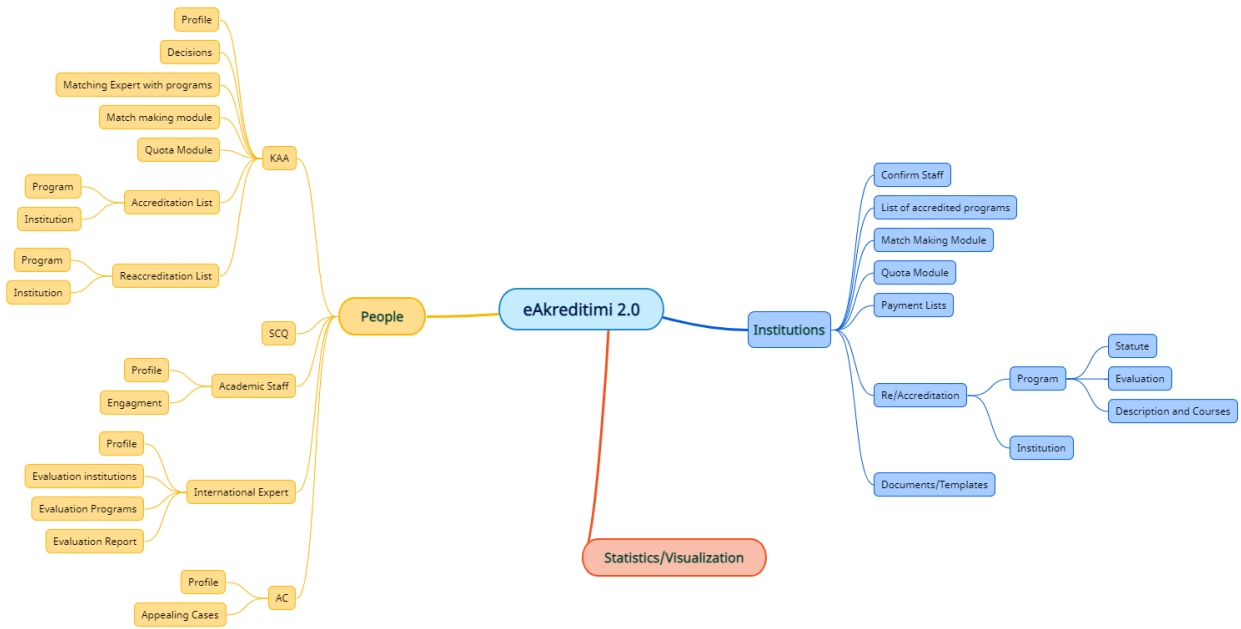 Profile
Decisions
Matching Expert with programs
Match making module
Quota Module
KAA
Program
Accreditation List
Institution
Program
Reaccreditation List
Institution
People
SCQ
Profile
Academic Staff
Engagment
Profile
Evaluation institutions
International Expert
Evaluation Programs
Evaluation Report
Profile
AC
Appealing Cases
eAkreditimi 2.0
Statistics/Visualization
Institutions
Confirm Staff
List of accredited programs
Match Making Module
Quota Module
Payment Lists
Re/Accreditation
Program
Statute
Evaluation
Description and Courses
Institution
Documents/Templates